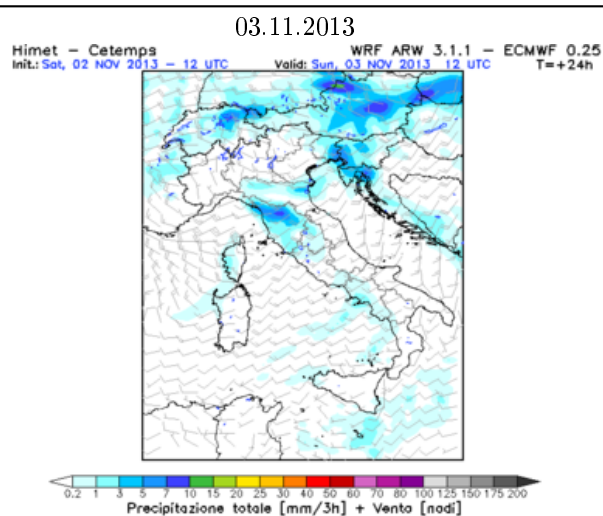 03.11.2013
Himet - Cetemps WRF ARW 3.1.1 - ECMWF 0.25
Init.: Sat, 02 NOV 2013 - 12 UTC Valid: Sun, 03 NOV 2013 12 UTC T=+24h
0.2 1 3 5 7 10 15 20 25 30 40 50 60 70 80 100 125 150 175 200
Precipitazione totale [mm/3h] + Vento [nodi]